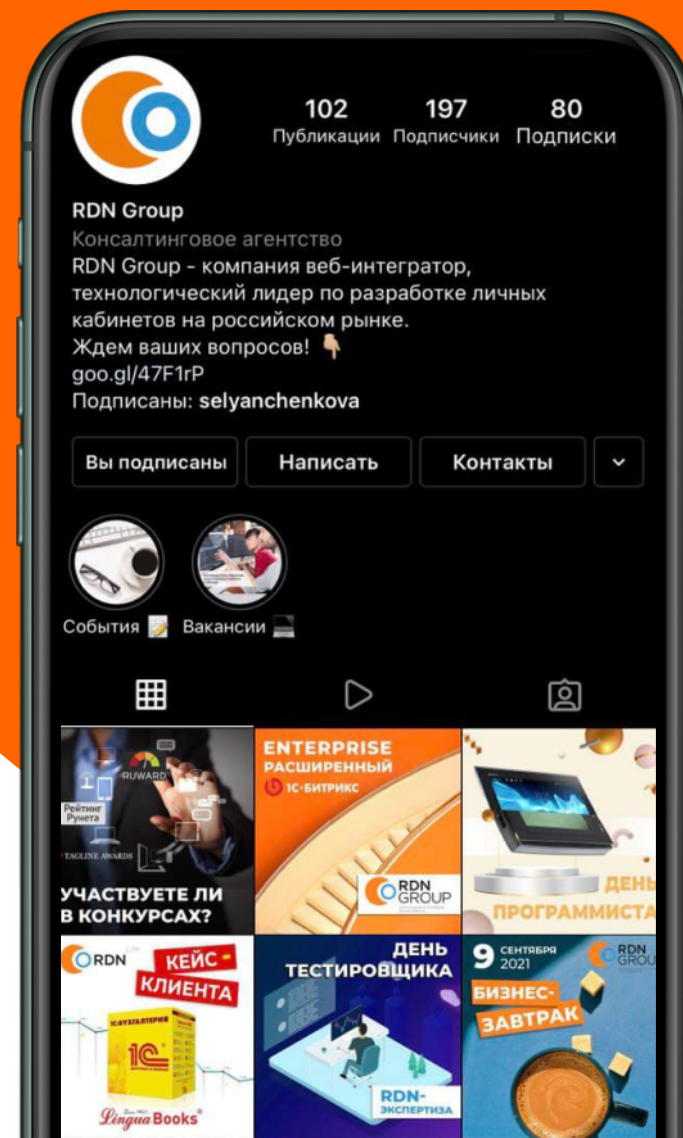 102 197 80
Публикации Подписчики Подписки
RDN Group
Консалтинговое агентство
RDN Group - компания веб-интегратор,
технологический лидер по разработке личных
кабинетов на российском рынке.
Ждем ваших вопросов! 👇🏼
goo.gl/47F1rP
Подписаны: selyanchenkova
Вы подписаны Написать Контакты
События 📝 Вакансии 💻
RUWARD
Рейтинг
Рунета
TAGLINE AWARDS
УЧАСТВУЕТЕ ЛИ
В КОНКУРСАХ?
ENTERPRISE
РАСШИРЕННЫЙ
1С-БИТРИКС
RDN
GROUP
ДЕНЬ
ПРОГРАММИСТА
RDN
КЕЙС -
КЛИЕНТА
1С:БУХГАЛТЕРИЯ
1С
Lingua Books
ДЕНЬ
ТЕСТИРОВЩИКА
RDN-
ЭКСПЕРТИЗА
9 СЕНТЯБРЯ
2021
RDN
GROU
БИЗНЕС-
ЗАВТРАК